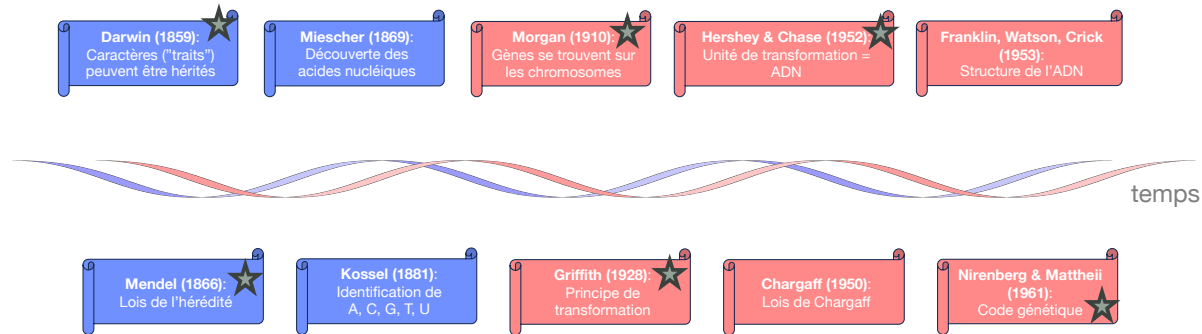 Darwin (1859):
Caractères ("traits")
peuvent être hérités
Miescher (1869):
Découverte des
acides nucléiques
Morgan (1910):
Gènes se trouvent sur
les chromosomes
Hershey & Chase (1952):
Unité de transformation =
ADN
Franklin, Watson, Crick
(1953):
Structure de l'ADN
temps
Mendel (1866):
Lois de l'hérédité
Kossel (1881):
Identification de
A, C, G, T, U
Griffith (1928):
Principe de
transformation
Chargaff (1950):
Lois de Chargaff
Nirenberg & Mattheii
(1961):
Code génétique